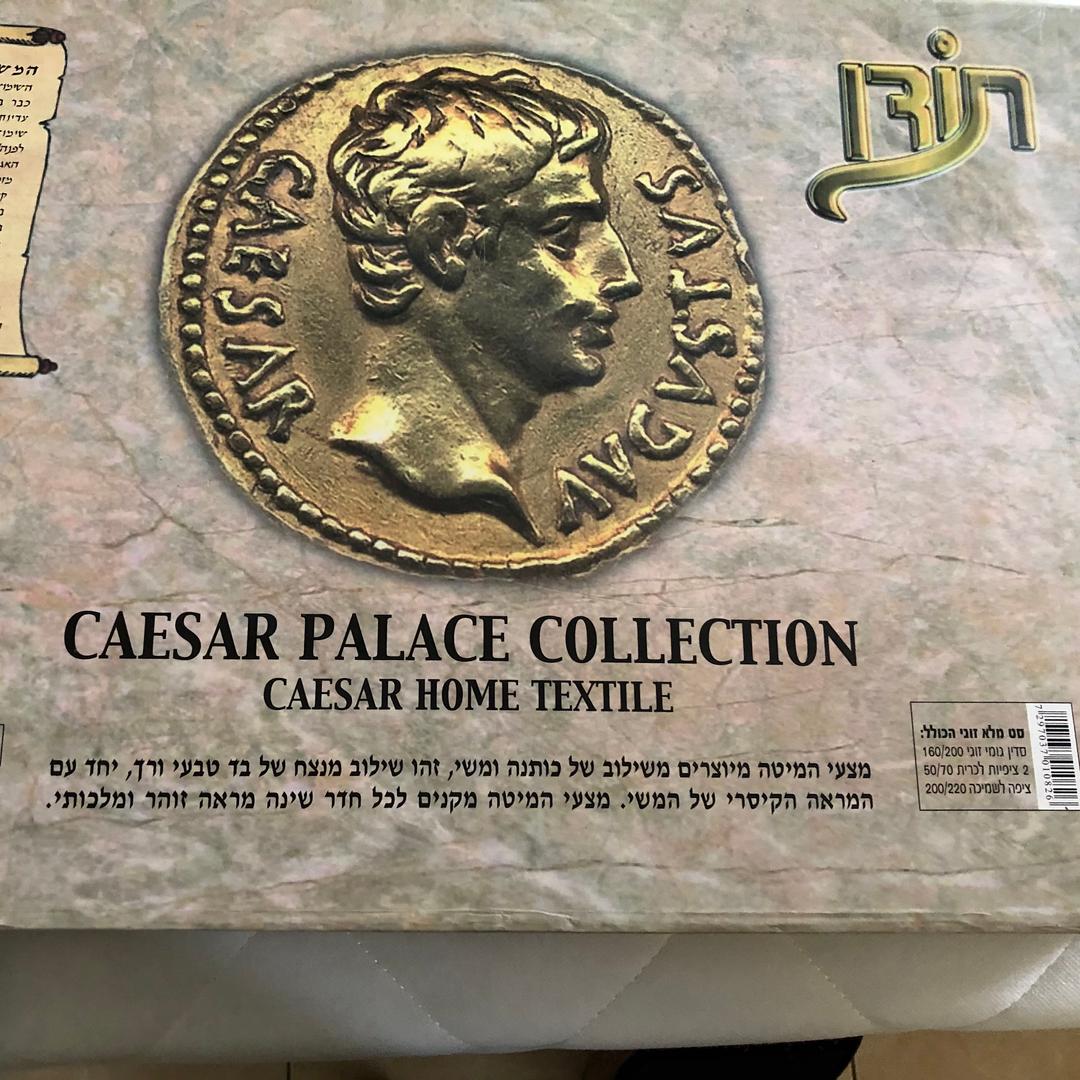 תודן
CAESAR
AVGVSTVS
CAESAR PALACE COLLECTION
CAESAR HOME TEXTILE
מצעי המיטה מיוצרים משילוב של כותנה ומשי, זהו שילוב מנצח של בד טבעי ורך, יחד עם
המראה הקיסרי של המשי. מצעי המיטה מקנים לכל חדר שינה מראה זוהר ומלכותי.
סט מלא זוגי הכולל:
סדין גומי זוגי 160/200
2 ציפיות לכרית 50/70
ציפה לשמיכה 200/220
7297037010826